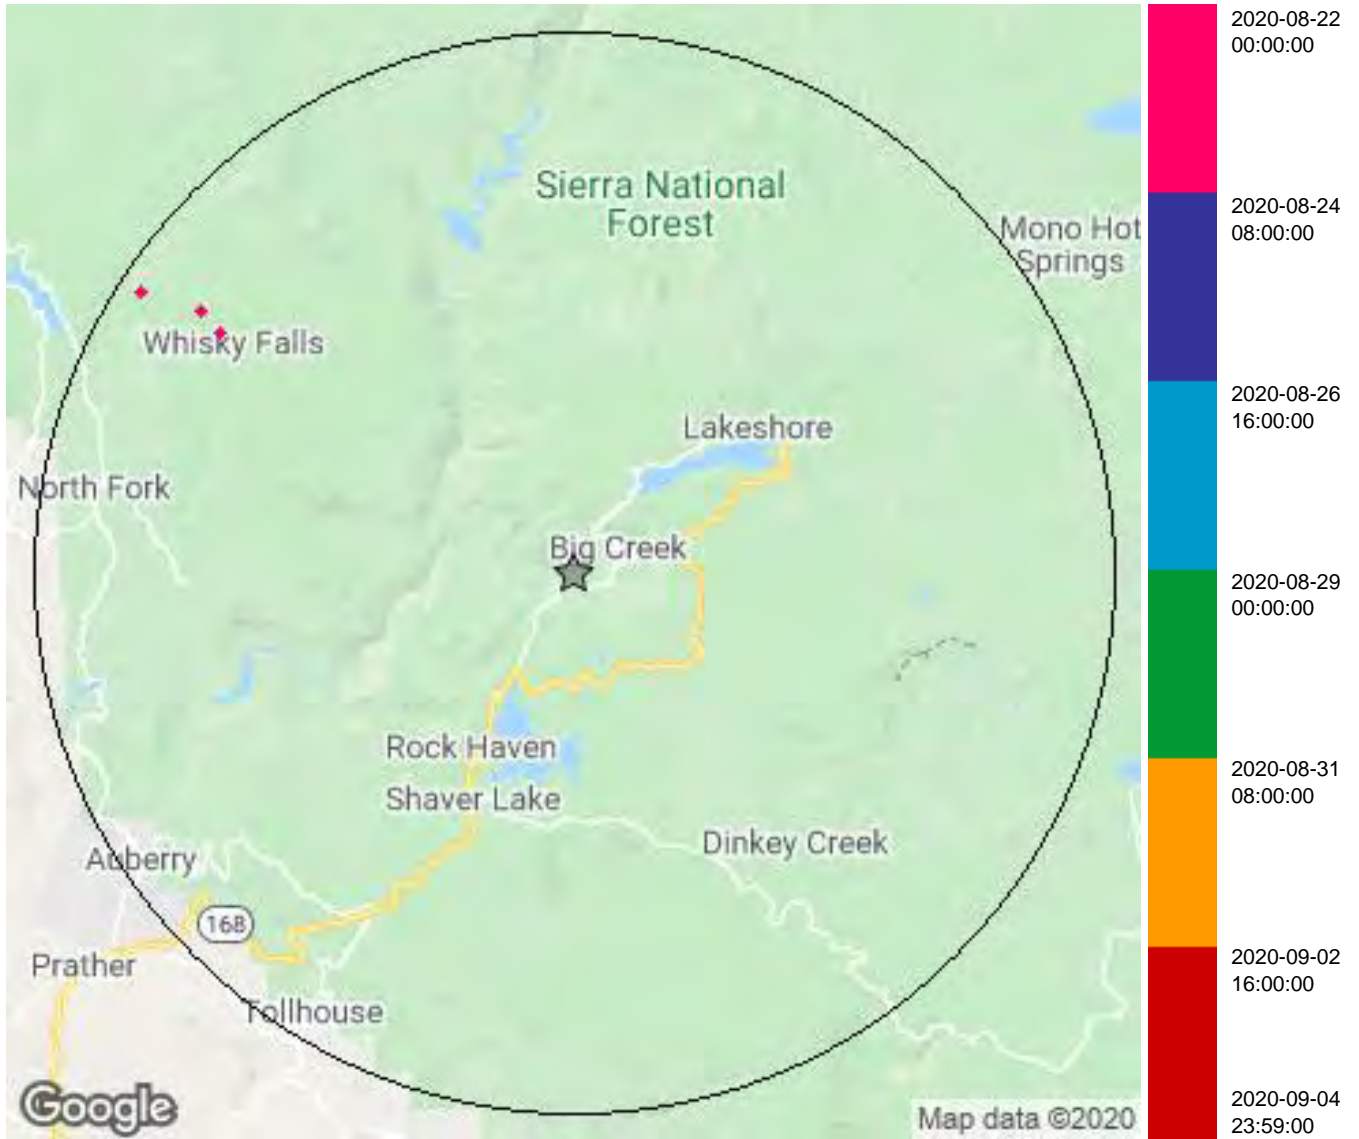 Sierra National
Forest
Mono Hot
Springs
Whisky Falls
Lakeshore
North Fork
Big Creek
Rock Haven
Shaver Lake
Dinkey Creek
Auberry
168
Prather
Tollhouse
Google
Map data ©2020
2020-08-22
00:00:00
2020-08-24
08:00:00
2020-08-26
16:00:00
2020-08-29
00:00:00
2020-08-31
08:00:00
2020-09-02
16:00:00
2020-09-04
23:59:00